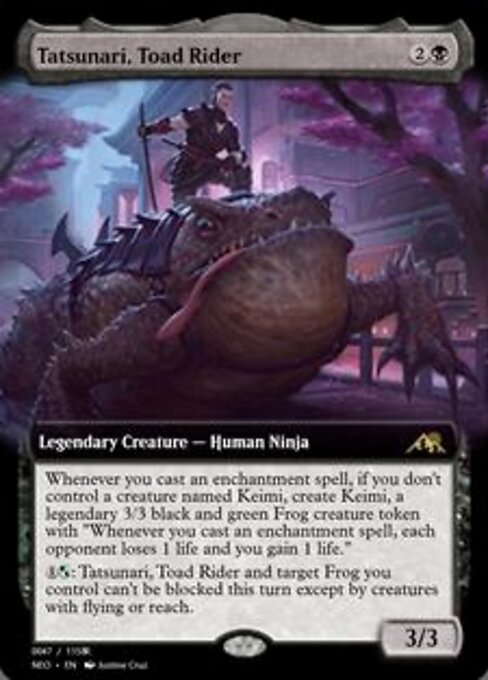 Tatsunari, Toad Rider 2
Legendary Creature — Human Ninja
Whenever you cast an enchantment spell, if you don't
control a creature named Keimi, create Keimi, a
legendary 3/3 black and green Frog creature token
with "Whenever you cast an enchantment spell, each
opponent loses 1 life and you gain 1 life."
1: Tatsunari, Toad Rider and target Frog you
control can't be blocked this turn except by creatures
with flying or reach.
3/3
NEO • EN Justine Cruz